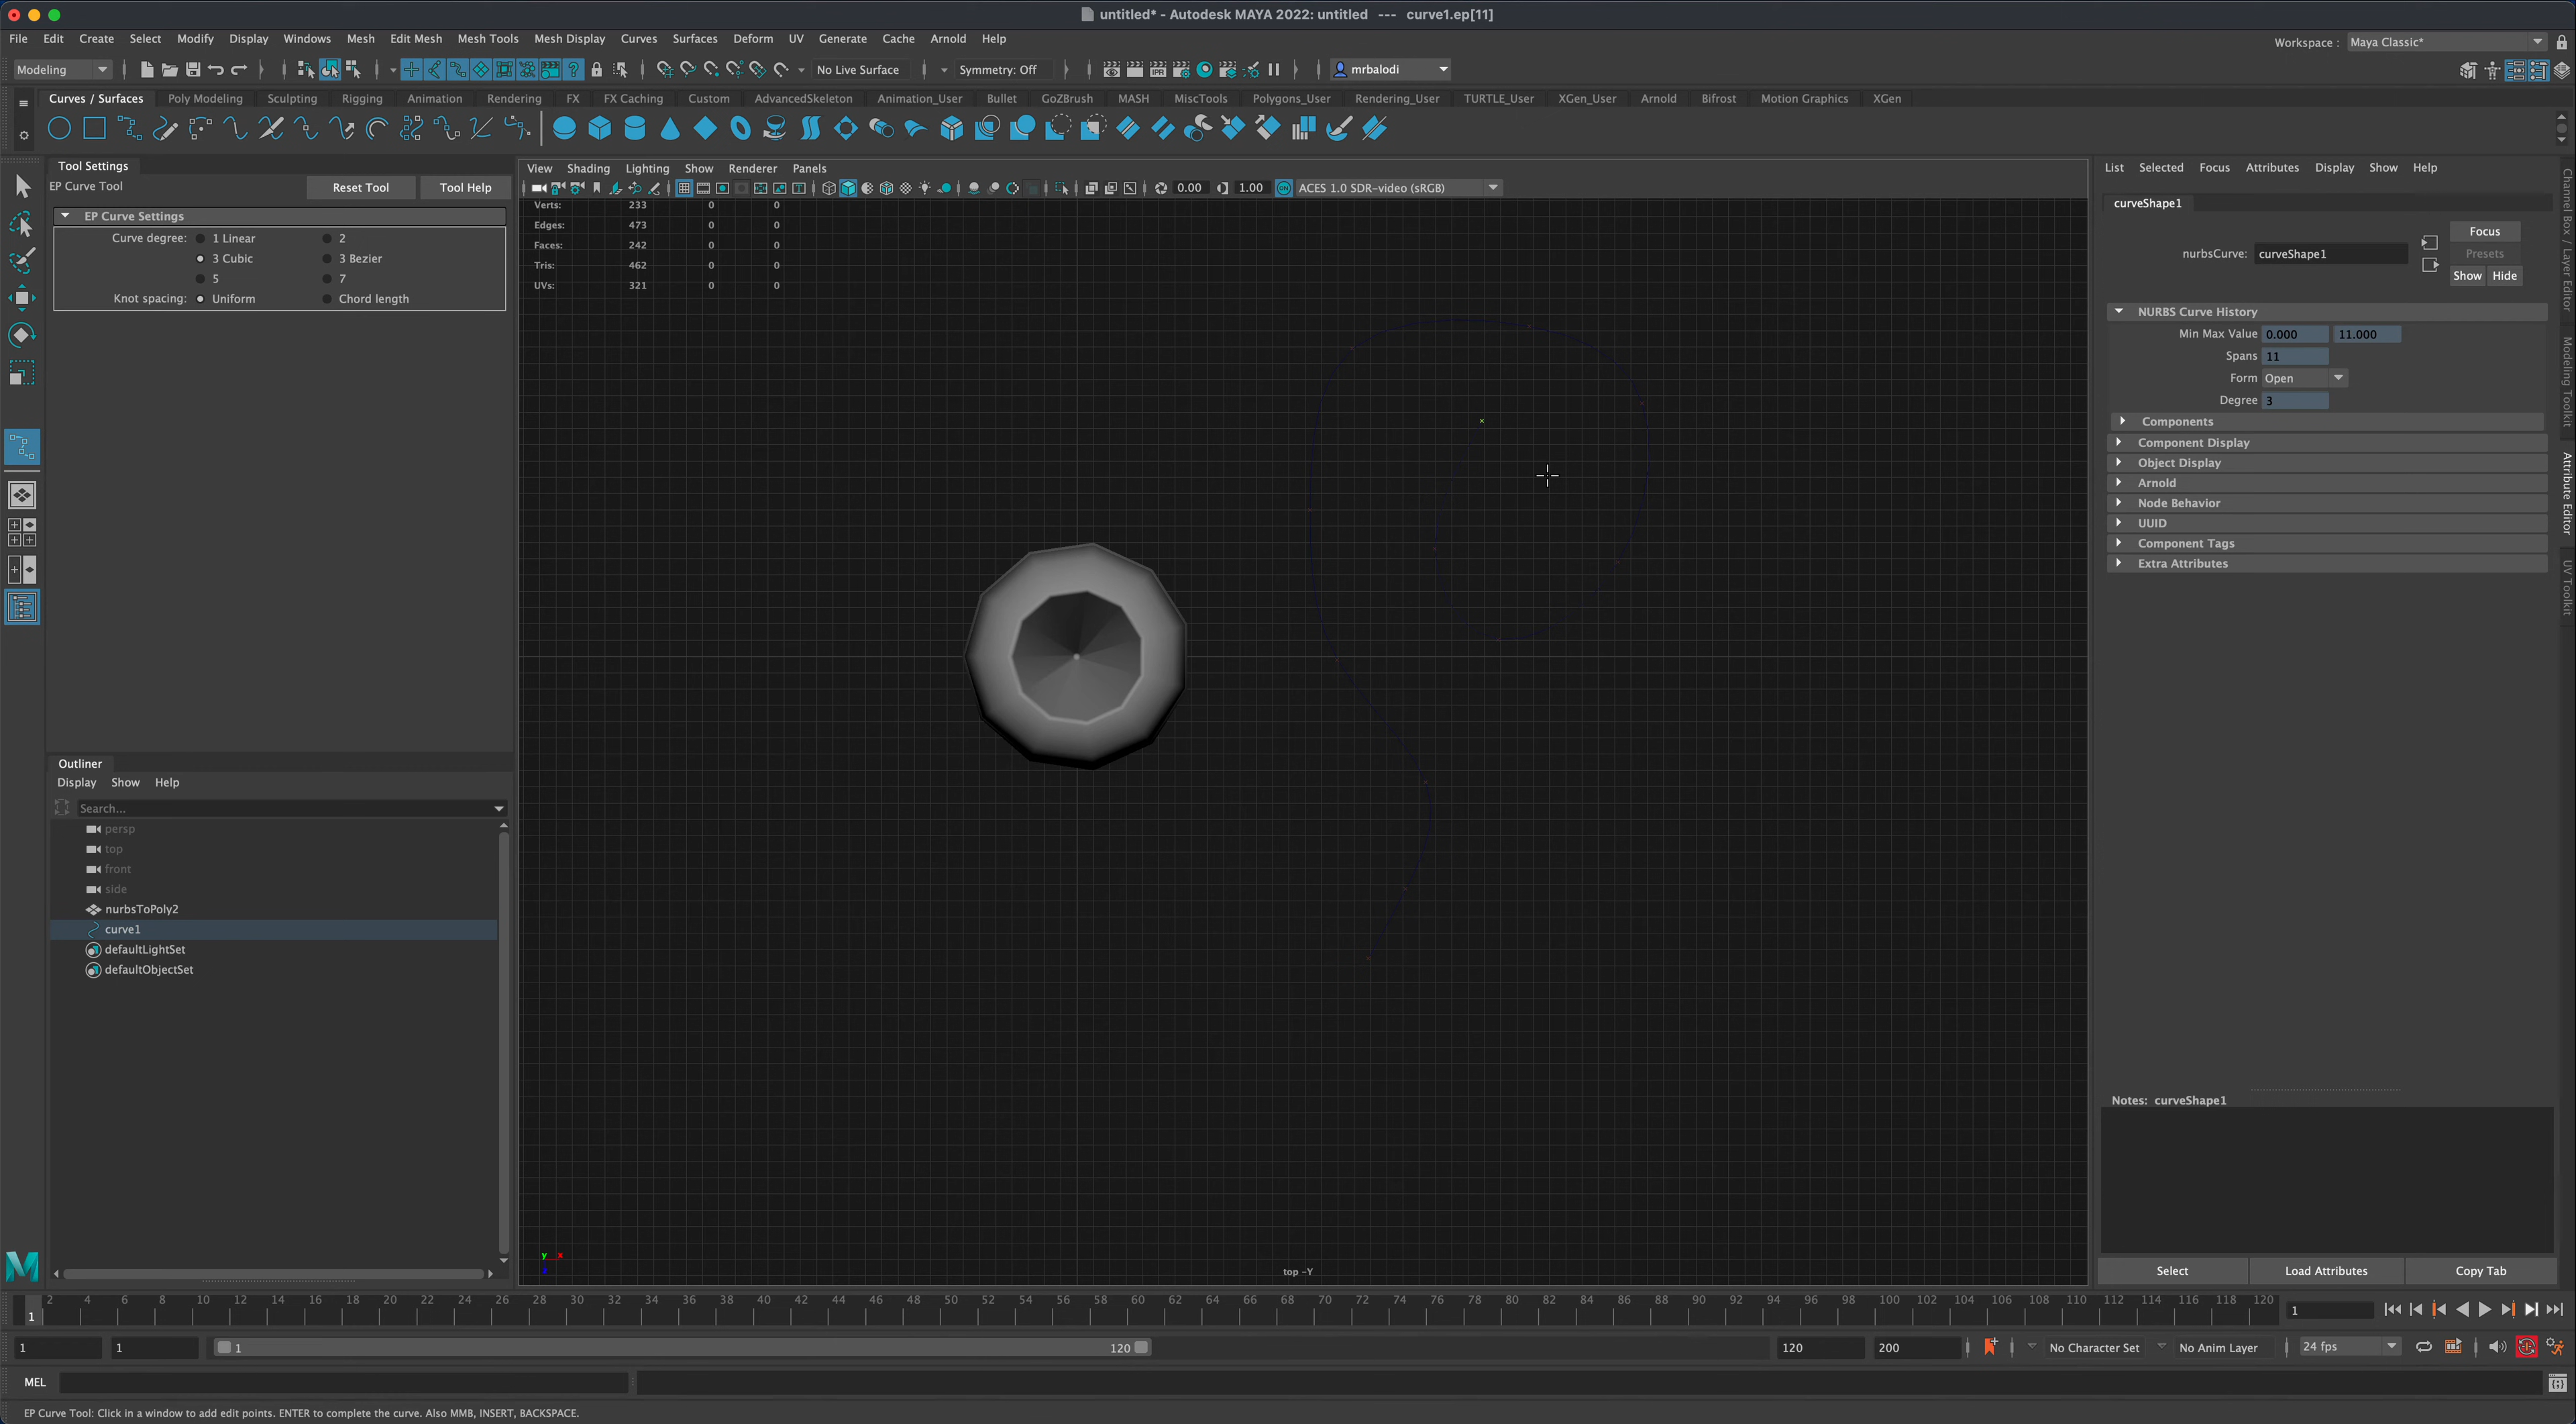 untitled* - Autodesk MAYA 2022: untitled --- curve1.ep[11]
File Edit Create Select Modify Display Windows Mesh Edit Mesh Mesh Tools Mesh Display Curves Surfaces Deform UV Generate Cache Arnold Help
Workspace : Maya Classic*
Modeling
No Live Surface
Symmetry: Off
IPR
mrbalodi
Curves / Surfaces Poly Modeling Sculpting Rigging Animation Rendering FX FX Caching Custom AdvancedSkeleton Animation_User Bullet GoZBrush MASH MiscTools Polygons_User Rendering_User TURTLE_User XGen_User Arnold Bifrost Motion Graphics XGen
Tool Settings
EP Curve Tool
Reset Tool
Tool Help
EP Curve Settings
Curve degree: 1 Linear 2
3 Cubic 3 Bezier
5 7
Knot spacing: Uniform Chord length
View Shading Lighting Show Renderer Panels
0.00 1.00 ON ACES 1.0 SDR-video (sRGB)
Verts: 233 0 0
Edges: 473 0 0
Faces: 242 0 0
Tris: 462 0 0
UVs: 321 0 0
y x
top -Y
List Selected Focus Attributes Display Show Help
curveShape1
nurbsCurve: curveShape1
Focus
Presets
Show Hide
NURBS Curve History
Min Max Value 0.000 11.000
Spans 11
Form Open
Degree 3
Components
Component Display
Object Display
Arnold
Node Behavior
UUID
Component Tags
Extra Attributes
Notes: curveShape1
Select Load Attributes Copy Tab
Channel Box / Layer Editor
Modeling Toolkit
Attribute Editor
UV Toolkit
Outliner
Display Show Help
Search...
persp
top
front
side
nurbsToPoly2
curve1
defaultLightSet
defaultObjectSet
M
2 4 6 8 10 12 14 16 18 20 22 24 26 28 30 32 34 36 38 40 42 44 46 48 50 52 54 56 58 60 62 64 66 68 70 72 74 76 78 80 82 84 86 88 90 92 94 96 98 100 102 104 106 108 110 112 114 116 118 120
1
1
1 1 1 120 120 200 No Character Set No Anim Layer 24 fps
MEL
EP Curve Tool: Click in a window to add edit points. ENTER to complete the curve. Also MMB, INSERT, BACKSPACE.